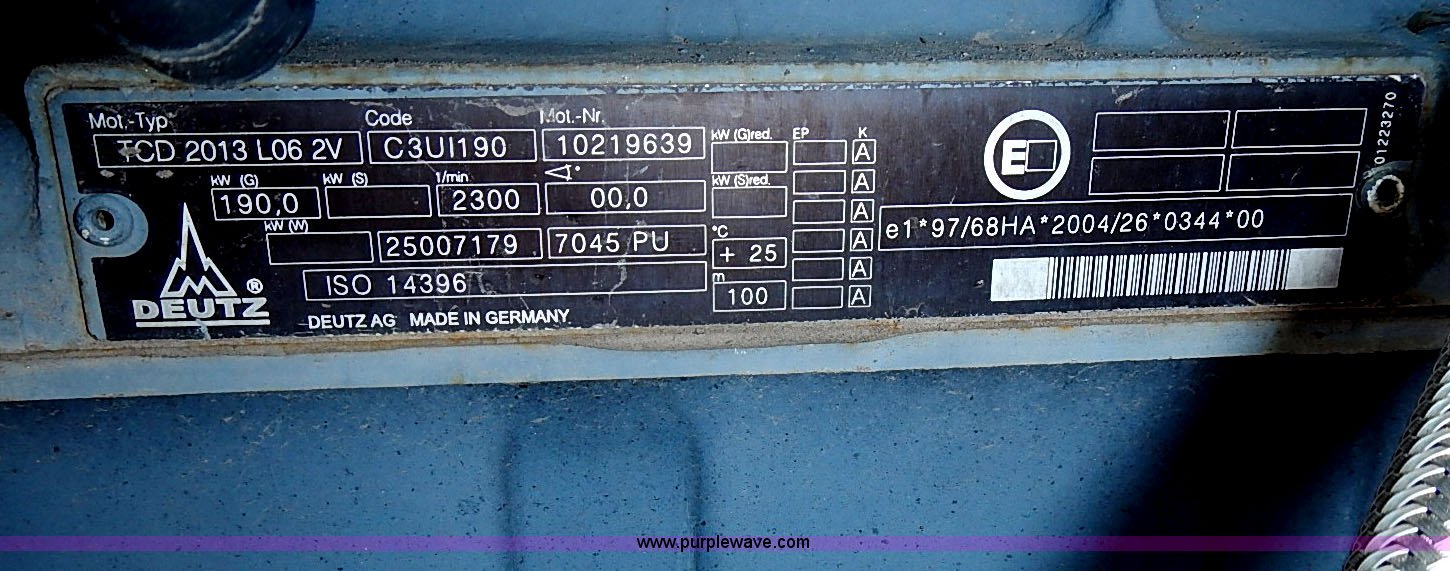 Mot.-Typ Code Mot.-Nr.
TCD 2013 L06 2V C3UI190 10219639
kW (G)red. EP K
kW (G) kW (S) 1/min ∢°
190,0 2300 00,0
kW (S)red.
kW (W)
25007179 7045 PU
°C
+ 25
ISO 14396
m
100
A
A
A
A
A
A
DEUTZ ®
DEUTZ AG MADE IN GERMANY
E
e1*97/68HA*2004/26*0344*00
01223270
www.purplewave.com